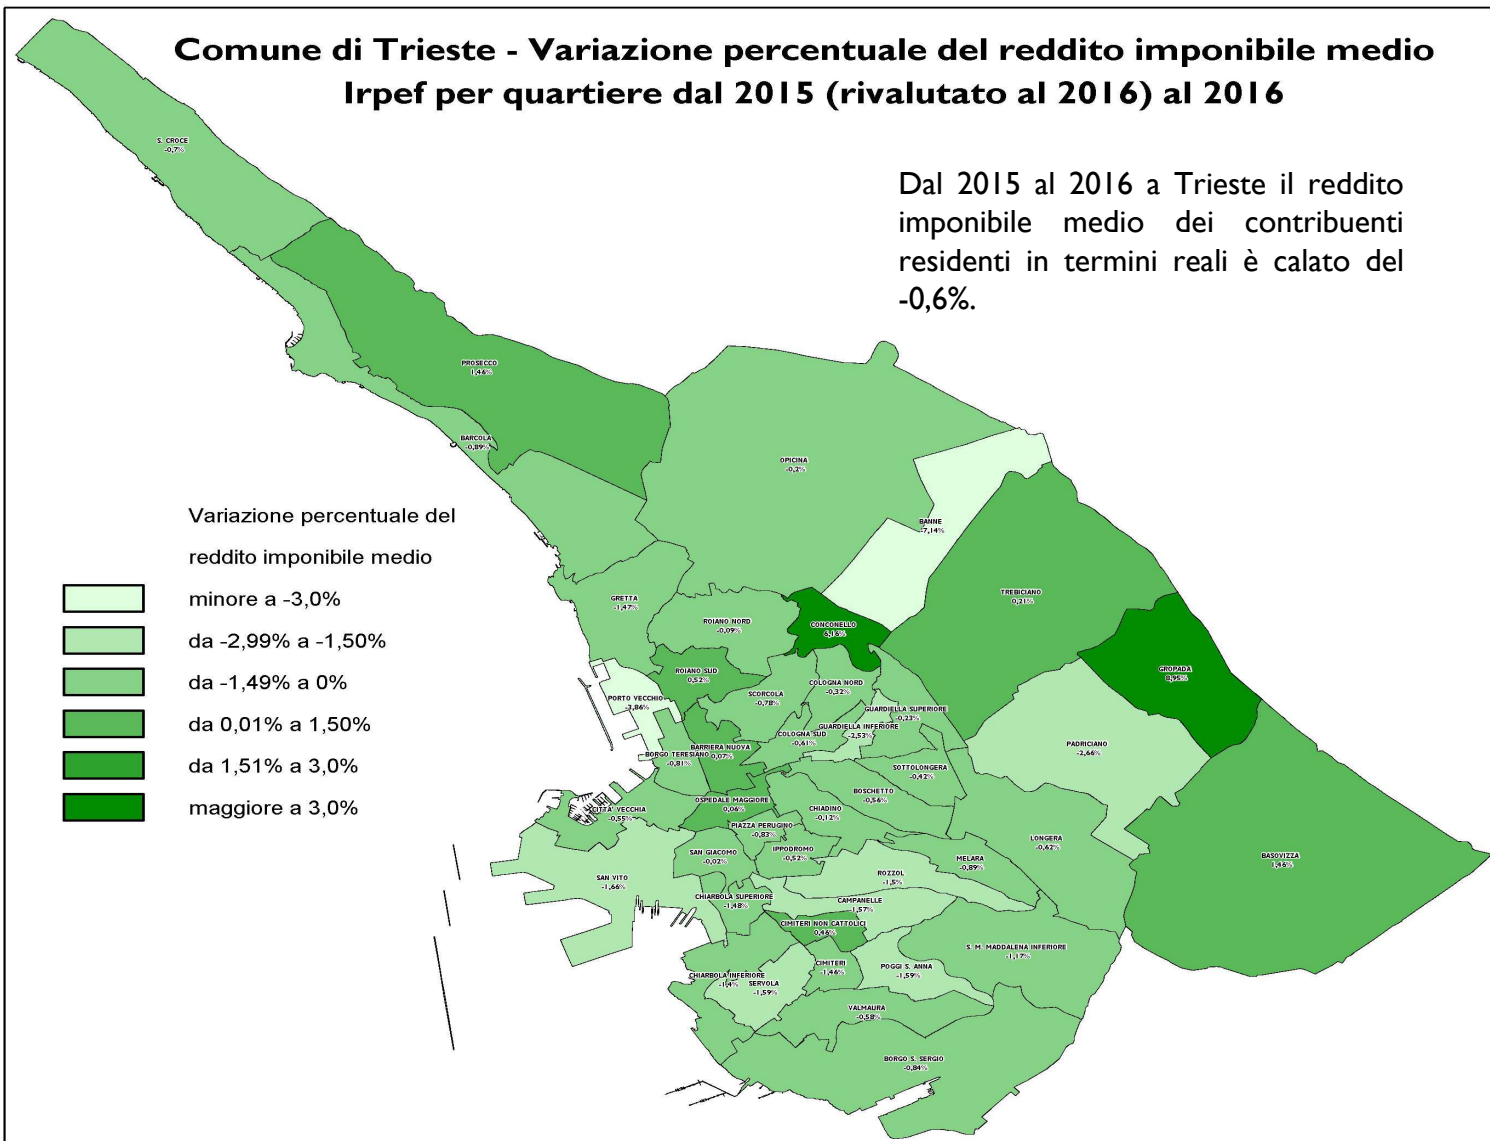 Comune di Trieste - Variazione percentuale del reddito imponibile medio
Irpef per quartiere dal 2015 (rivalutato al 2016) al 2016
Dal 2015 al 2016 a Trieste il reddito
imponibile medio dei contribuenti
residenti in termini reali è calato del
-0,6%.
S. CROCE
-0,7%
PROSECCO
1,46%
BARCOLA
-0,89%
OPICINA
-0,2%
BANNE
-7,14%
Variazione percentuale del
reddito imponibile medio
minore a -3,0%
da -2,99% a -1,50%
da -1,49% a 0%
da 0,01% a 1,50%
da 1,51% a 3,0%
maggiore a 3,0%
GRETTA
-1,47%
ROIANO NORD
-0,09%
CONCONELLO
6,16%
TREBICIANO
0,21%
GROPADA
8,95%
ROIANO SUD
0,52%
PORTO VECCHIO
-3,86%
SCORCOLA
-0,78%
COLOGNA NORD
-0,32%
GUARDIELLA SUPERIORE
-0,23%
GUARDIELLA INFERIORE
-2,53%
COLOGNA SUD
-0,61%
BARRIERA NUOVA
0,07%
BORGO TERESIANO
-0,81%
PADRICIANO
-2,66%
SOTTOLONGERA
-0,42%
BOSCHETTO
-0,56%
OSPEDALE MAGGIORE
0,06%
CITTA' VECCHIA
-0,55%
CHIADINO
-0,12%
PIAZZA PERUGINO
-0,83%
LONGERA
-0,62%
SAN GIACOMO
-0,02%
IPPODROMO
-0,52%
MELARA
-0,89%
BASOVIZZA
1,46%
SAN VITO
-1,66%
ROZZOL
-1,5%
CHIARBOLA SUPERIORE
-1,48%
CAMPANELLE
-1,57%
CIMITERI NON CATTOLICI
0,46%
S. M. MADDALENA INFERIORE
-1,17%
CIMITERI
-1,46%
POGGI S. ANNA
-1,59%
CHIARBOLA INFERIORE
-1,4%
SERVOLA
-1,59%
VALMAURA
-0,58%
BORGO S. SERGIO
-0,84%